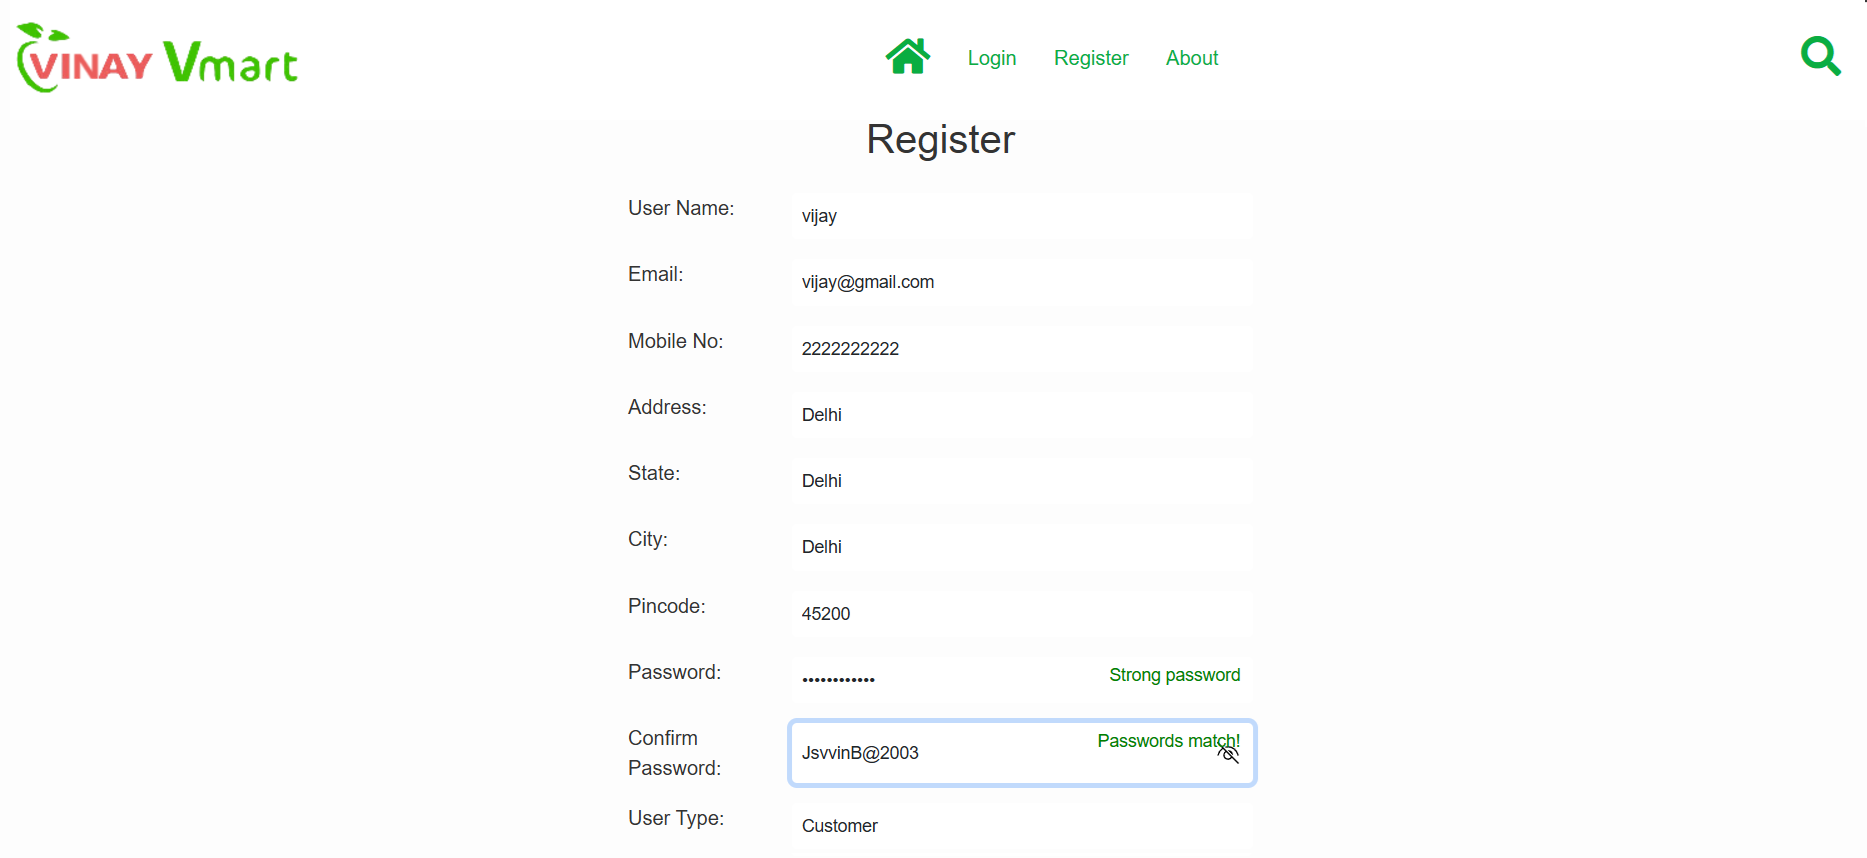 VINAY Vmart
Login Register About
Register
User Name: vijay
Email: vijay@gmail.com
Mobile No: 2222222222
Address: Delhi
State: Delhi
City: Delhi
Pincode: 45200
Password: •••••••••••• Strong password
Confirm Password: JsvvinB@2003 Passwords match!
User Type: Customer